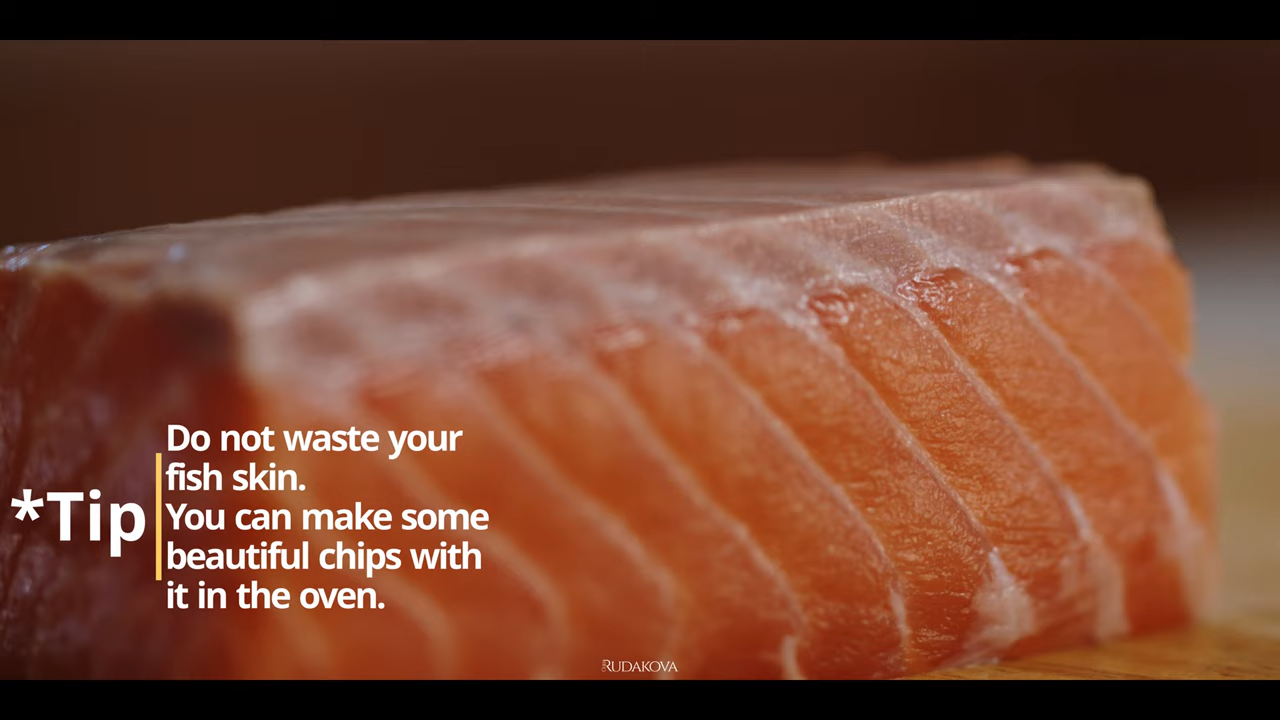 *Tip
Do not waste your
fish skin.
You can make some
beautiful chips with
it in the oven.
RUDAKOVA